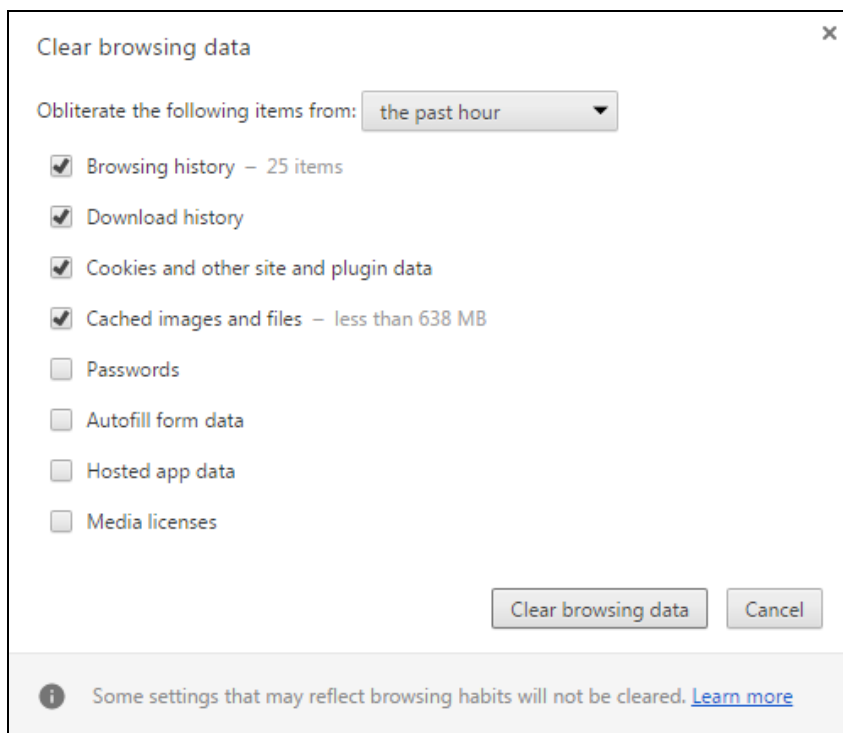 Clear browsing data
Obliterate the following items from: the past hour
Browsing history – 25 items
Download history
Cookies and other site and plugin data
Cached images and files – less than 638 MB
Passwords
Autofill form data
Hosted app data
Media licenses
Clear browsing data Cancel
Some settings that may reflect browsing habits will not be cleared. Learn more